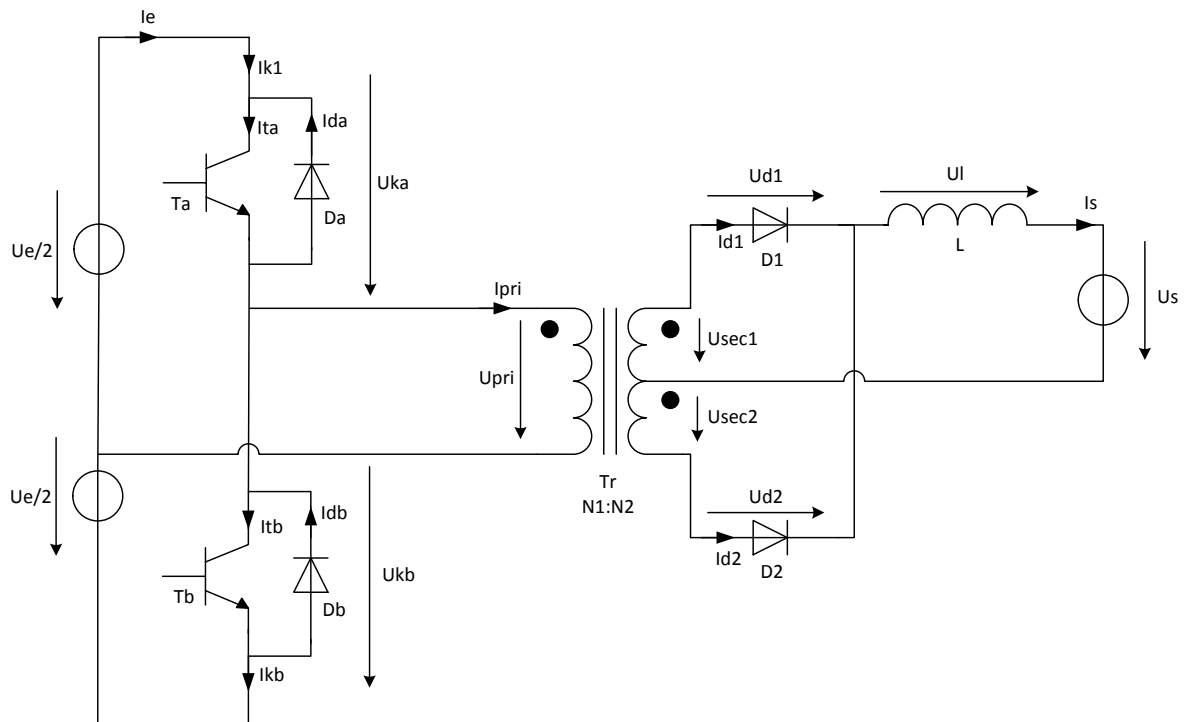 Ie
Ik1
Ita
Ida
Uka
Ta
Da
Ue/2
Ud1
Ul
Id1
D1
L
Is
Ipri
Us
Usec1
Upri
Usec2
Ue/2
Tr
N1:N2
Ud2
Itb
Idb
Id2
D2
Ukb
Tb
Db
Ikb